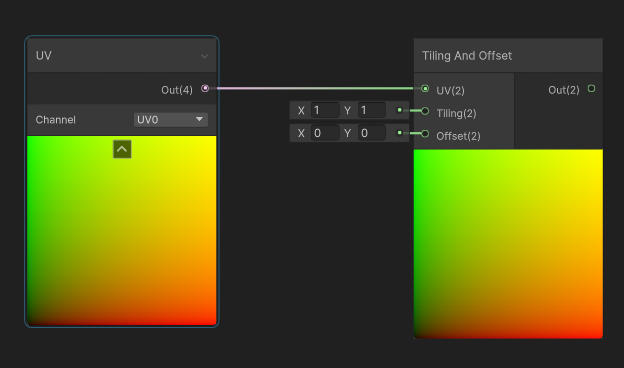 UV
Out(4)
Channel
UV0
X 1 Y 1
X 0 Y 0
Tiling And Offset
UV(2)
Out(2)
Tiling(2)
Offset(2)